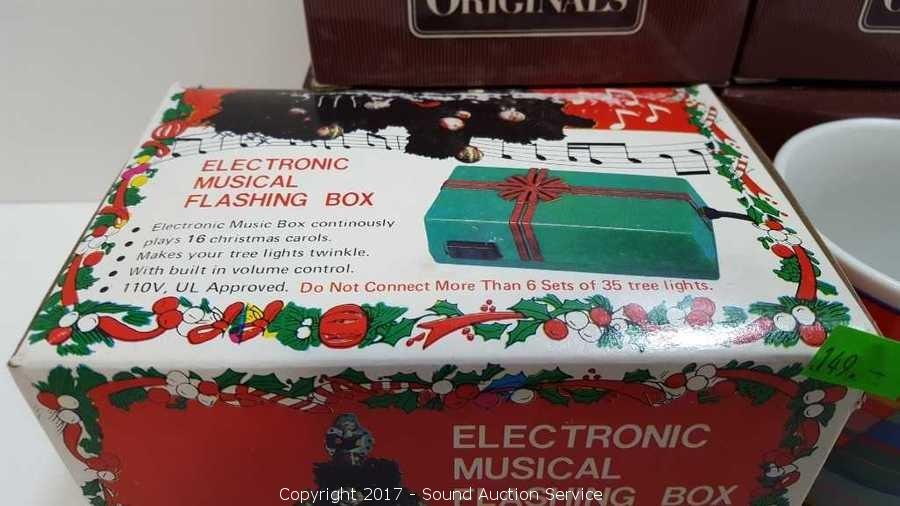 ORIGINALS
ELECTRONIC
MUSICAL
FLASHING BOX
• Electronic Music Box continously
plays 16 christmas carols.
• Makes your tree lights twinkle.
• With built in volume control.
• 110V, UL Approved. Do Not Connect More Than 6 Sets of 35 tree lights.
149.
ELECTRONIC
MUSICAL
FLASHING BOX
Copyright 2017 - Sound Auction Service